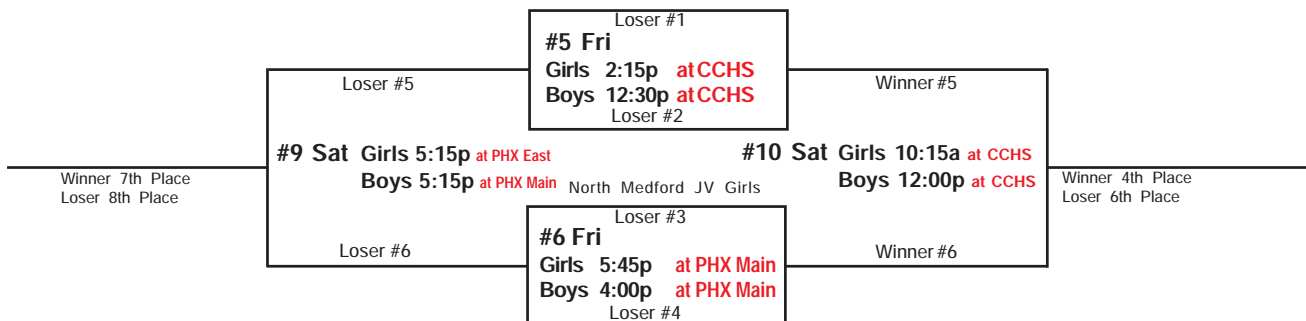 Loser #1
#5 Fri
Girls 2:15p at CCHS
Boys 12:30p at CCHS
Loser #2
Loser #5
Winner #5
#9 Sat Girls 5:15p at PHX East
Boys 5:15p at PHX Main
#10 Sat Girls 10:15a at CCHS
Boys 12:00p at CCHS
Winner 7th Place
Loser 8th Place
North Medford JV Girls
Winner 4th Place
Loser 6th Place
Loser #3
#6 Fri
Girls 5:45p at PHX Main
Boys 4:00p at PHX Main
Loser #4
Loser #6
Winner #6